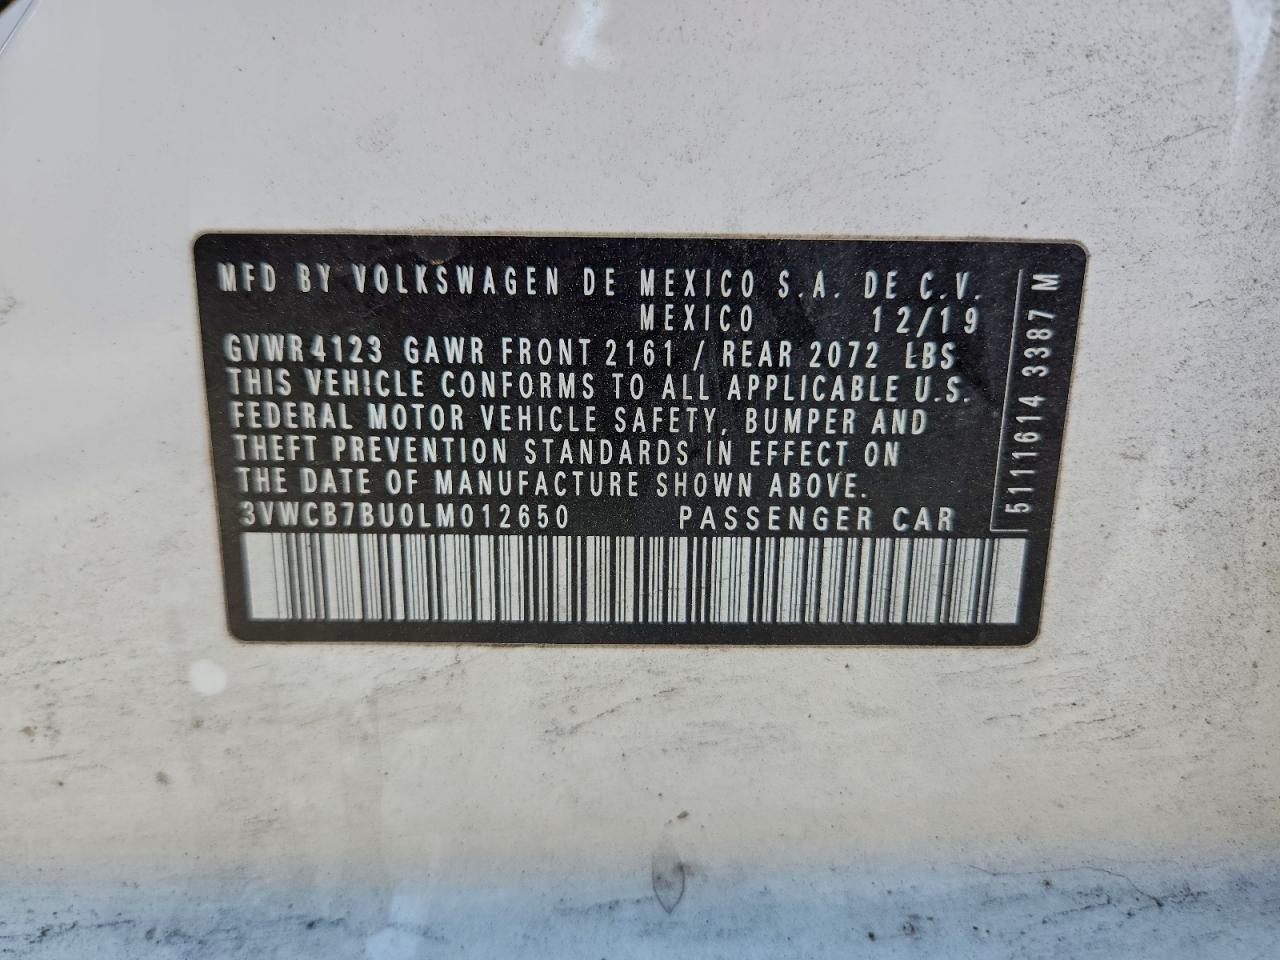 MFD BY VOLKSWAGEN DE MEXICO S.A. DE C.V.
MEXICO 12/19
GVWR 4123 GAWR FRONT 2161 / REAR 2072 LBS
THIS VEHICLE CONFORMS TO ALL APPLICABLE U.S.
FEDERAL MOTOR VEHICLE SAFETY, BUMPER AND
THEFT PREVENTION STANDARDS IN EFFECT ON
THE DATE OF MANUFACTURE SHOWN ABOVE.
3VWCB7BU0LM012650 PASSENGER CAR
5111614 3387 M